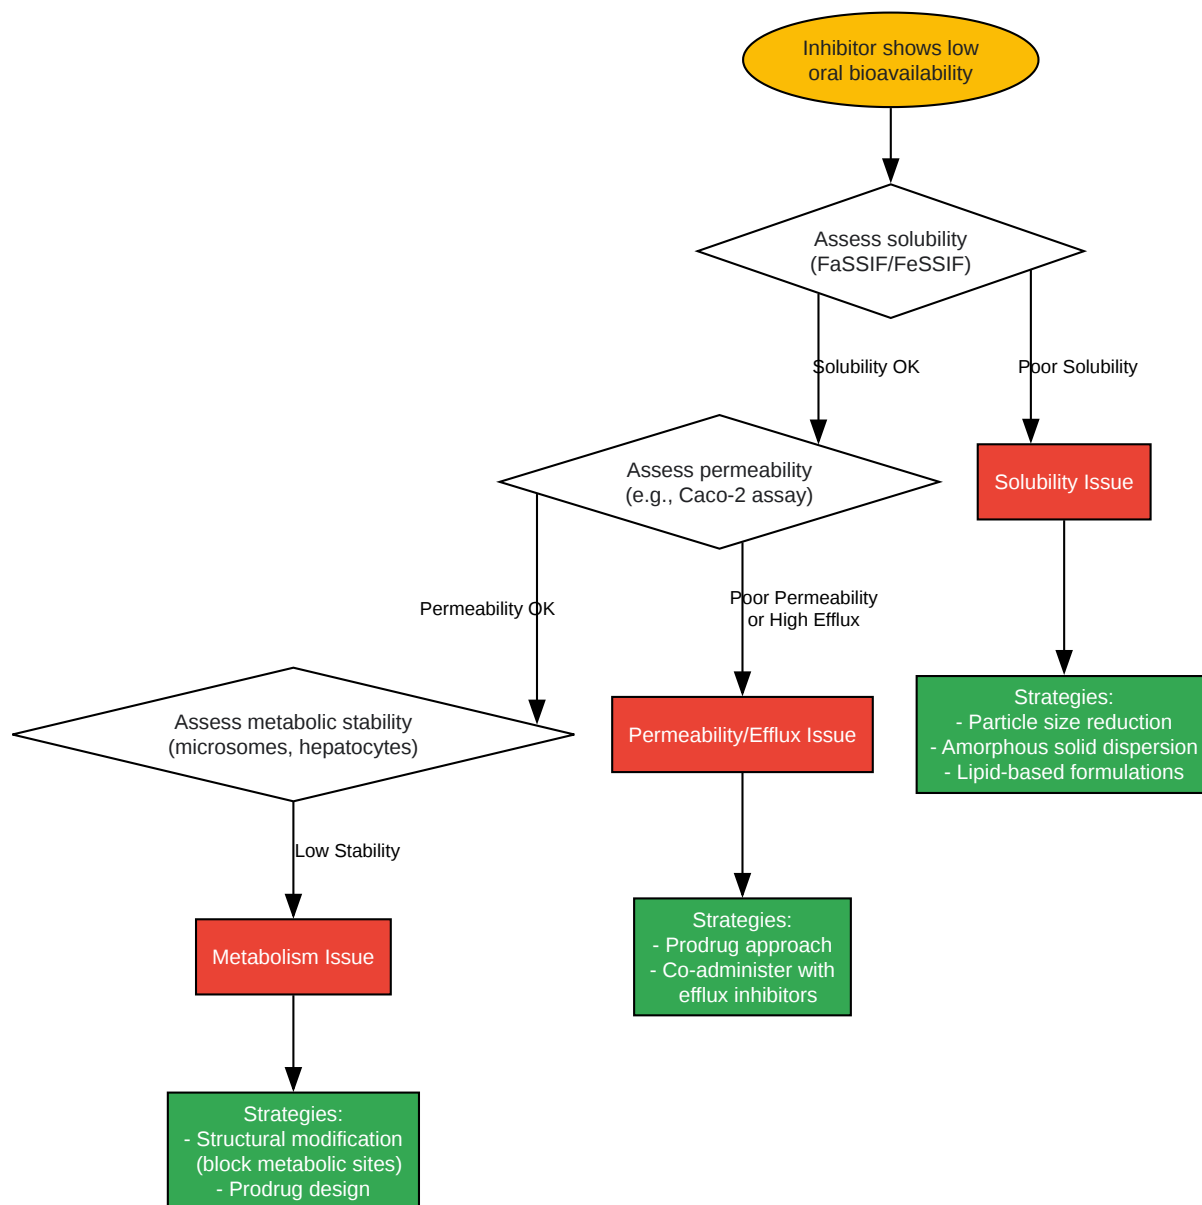 Inhibitor shows low
oral bioavailability
Assess solubility
(FaSSIF/FeSSIF)
Solubility OK
Poor Solubility
Assess permeability
(e.g., Caco-2 assay)
Solubility Issue
Permeability OK
Poor Permeability
or High Efflux
Assess metabolic stability
(microsomes, hepatocytes)
Permeability/Efflux Issue
Strategies:
- Particle size reduction
- Amorphous solid dispersion
- Lipid-based formulations
Low Stability
Metabolism Issue
Strategies:
- Prodrug approach
- Co-administer with
efflux inhibitors
Strategies:
- Structural modification
(block metabolic sites)
- Prodrug design